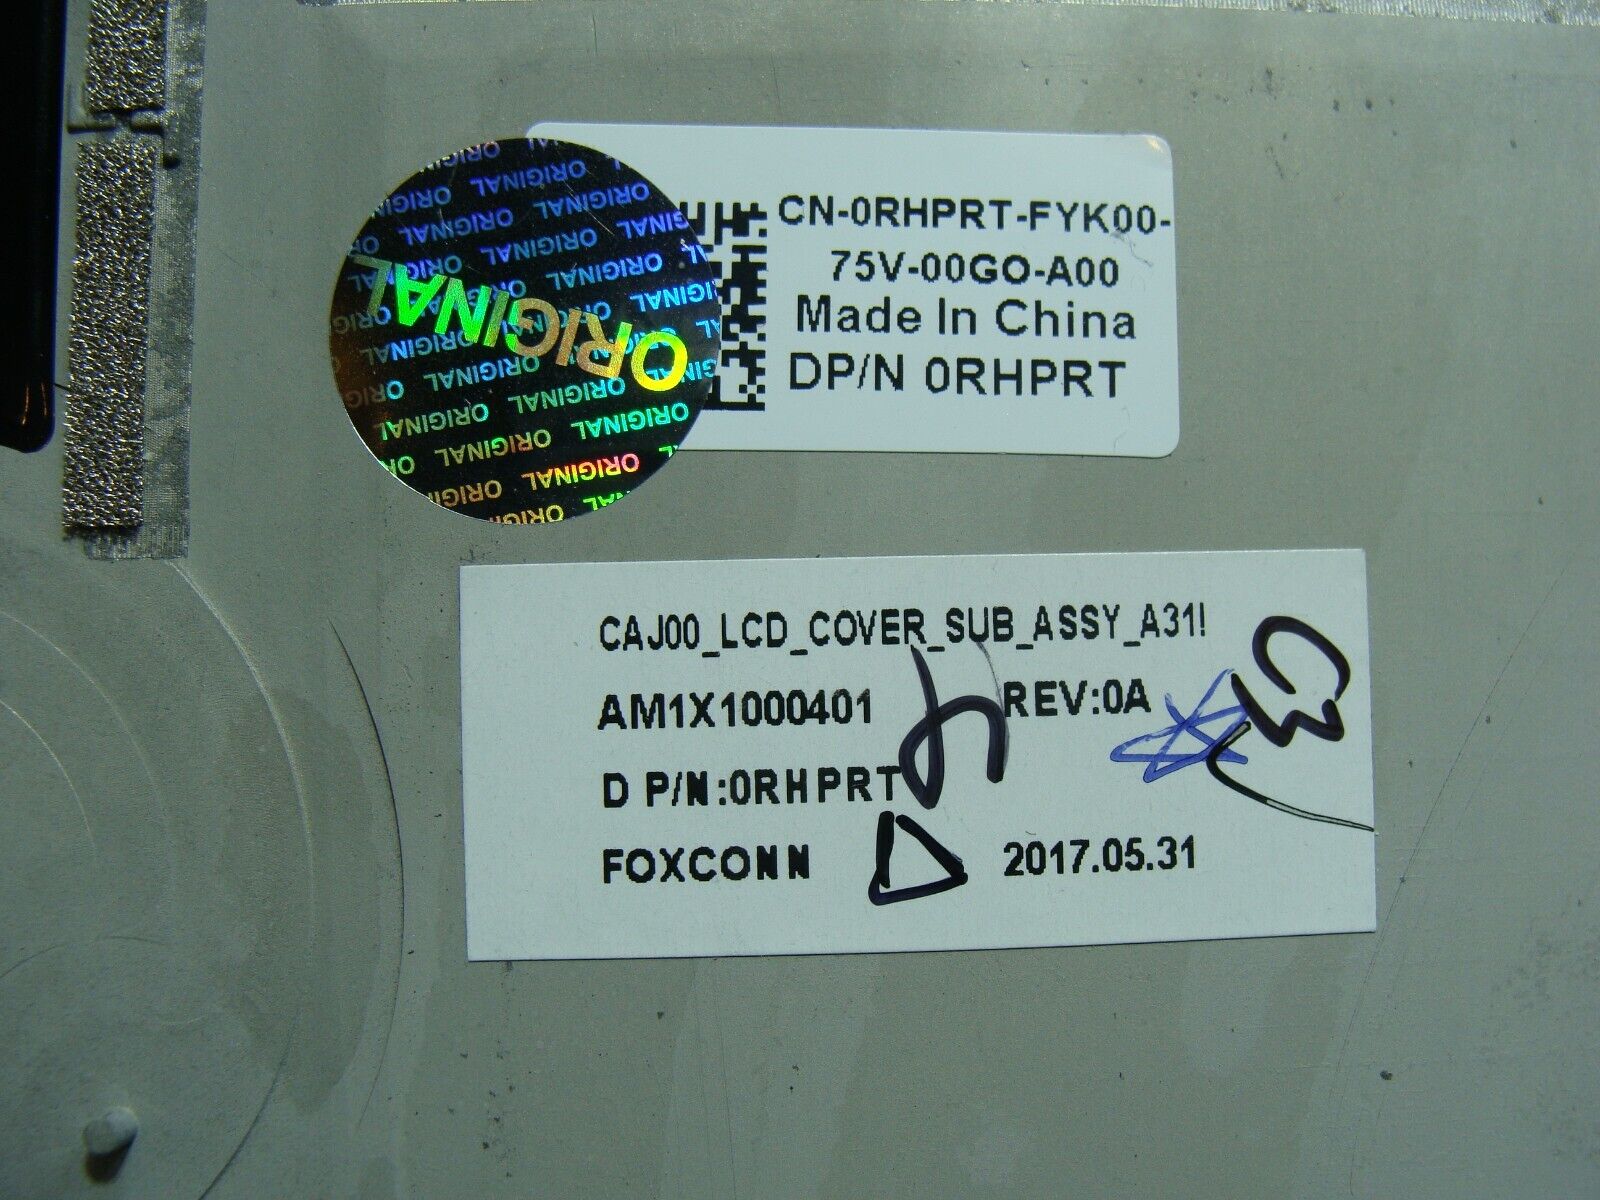 CN-0RHPRT-FYK00-
75V-00GO-A00
Made In China
DP/N 0RHPRT
ORIGINAL
CAJ00_LCD_COVER_SUB_ASSY_A31!
AM1X1000401 REV:0A
D P/N:0RHPRT
FOXCONN 2017.05.31